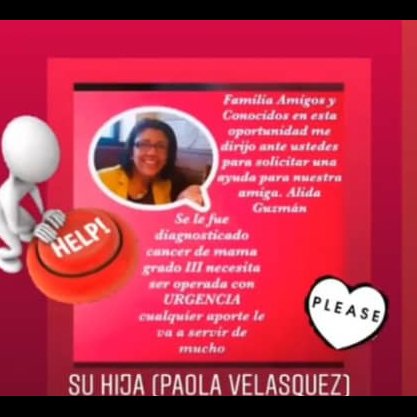 Familia Amigos y
Conocidos en esta
oportunidad me
dirijo ante ustedes
para solicitar una
ayuda para nuestra
amiga. Alida
Guzmán
Se le fue
diagnosticado
cancer de mama
grado III necesita
ser operada con
URGENCIA
cualquier aporte le
va a servir de
mucho
HELP!
PLEASE
SU HIJA (PAOLA VELASQUEZ)